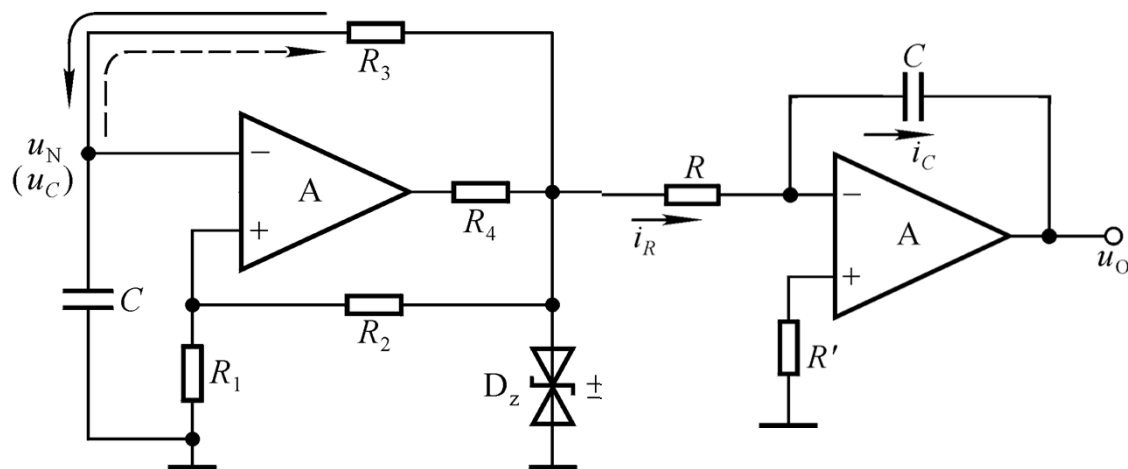 R3
C
uN
(uC)
−
A
+
R4
R
iR
iC
−
A
+
uO
C
R2
R1
Dz
±
R′